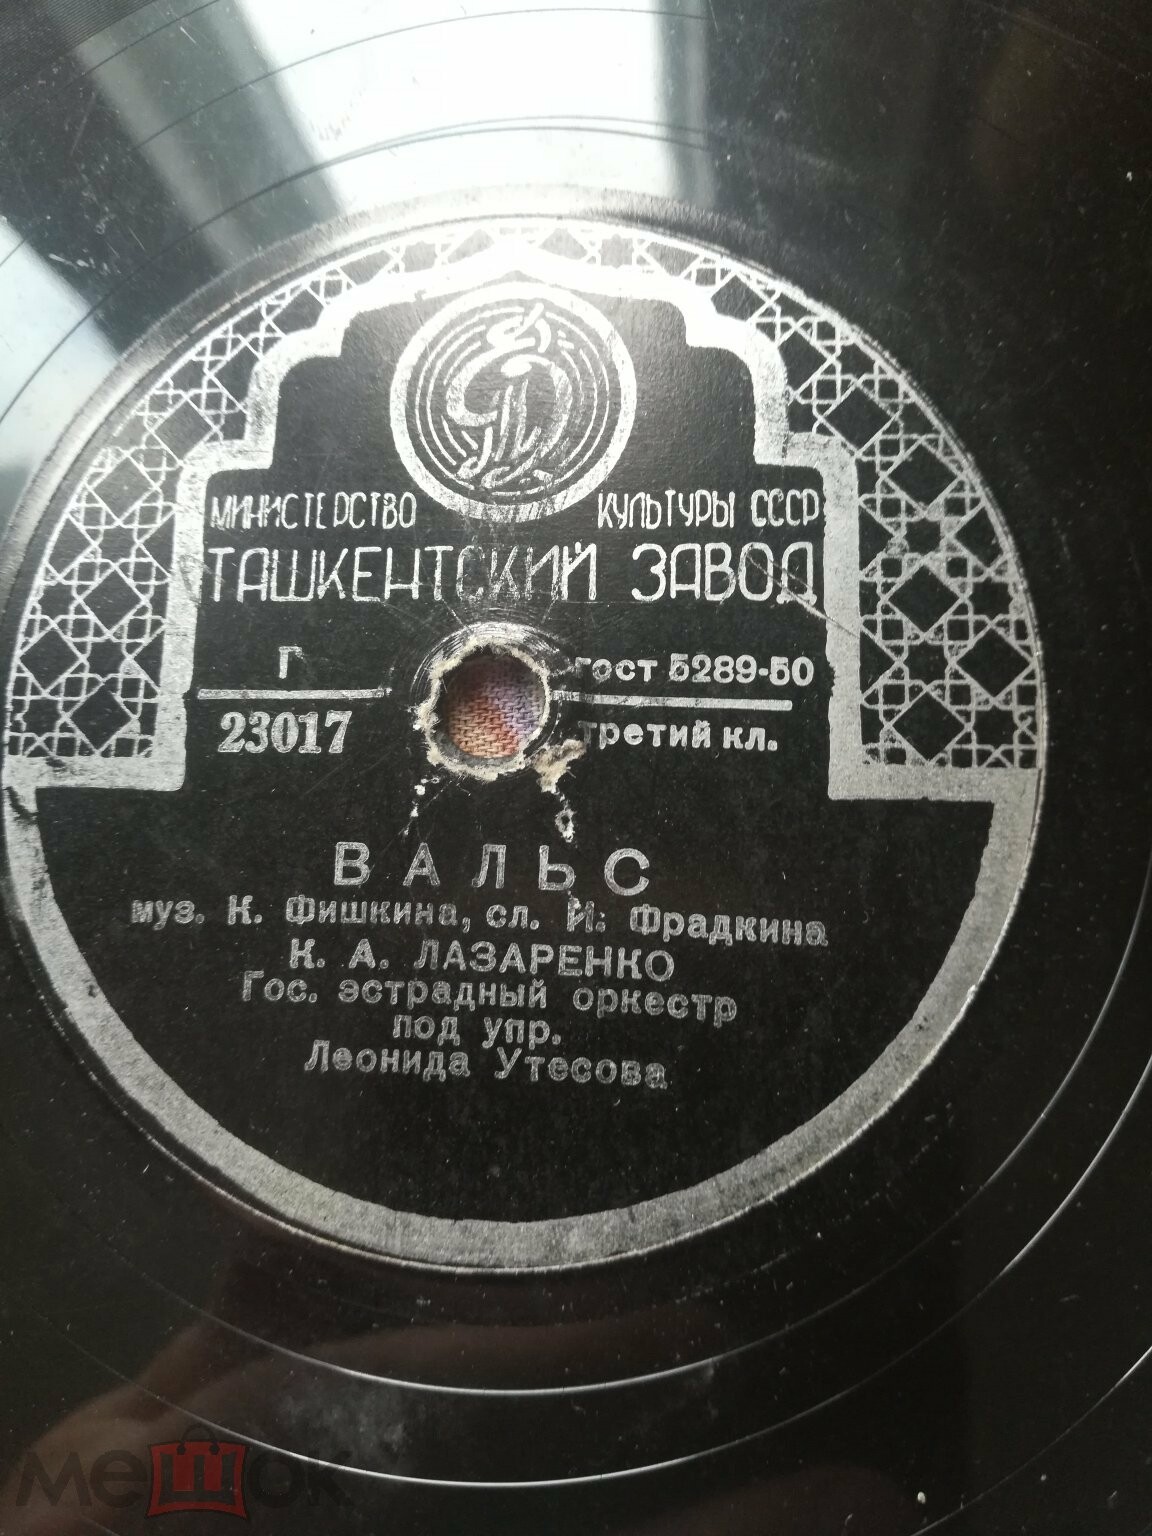 МИНИСТЕРСТВО КУЛЬТУРЫ СССР
ТАШКЕНТСКИЙ ЗАВОД
Г гост 5289-50
23017 третий кл.
ВАЛЬС
муз. К. Фишкина, сл. И. Фрадкина
К. А. ЛАЗАРЕНКО
Гос. эстрадный оркестр
под упр.
Леонида Утесова
мешок